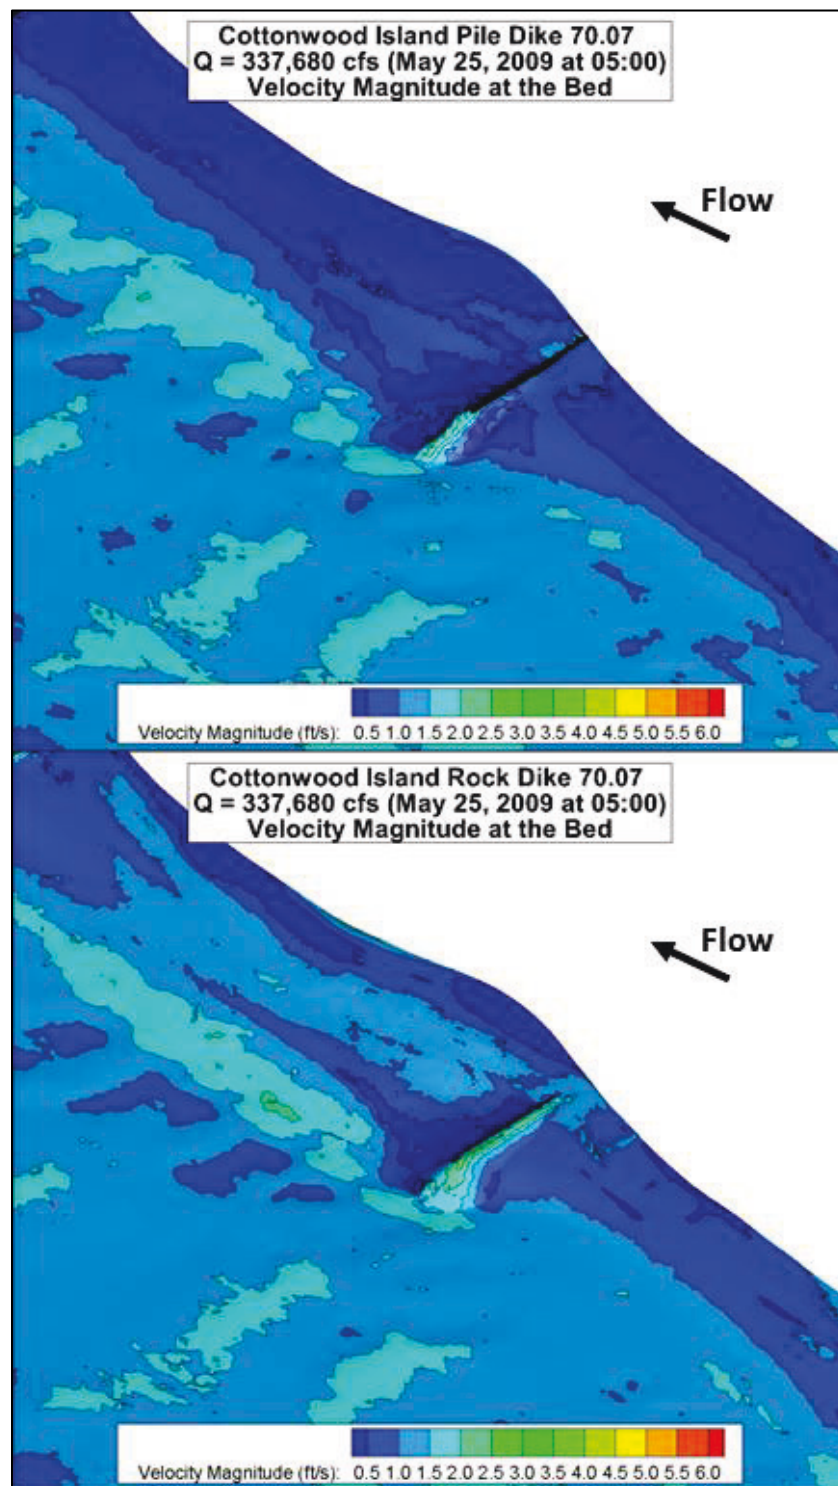 Cottonwood Island Pile Dike 70.07
Q = 337,680 cfs (May 25, 2009 at 05:00)
Velocity Magnitude at the Bed
Flow
Velocity Magnitude (ft/s): 0.5 1.0 1.5 2.0 2.5 3.0 3.5 4.0 4.5 5.0 5.5 6.0
Cottonwood Island Rock Dike 70.07
Q = 337,680 cfs (May 25, 2009 at 05:00)
Velocity Magnitude at the Bed
Flow
Velocity Magnitude (ft/s): 0.5 1.0 1.5 2.0 2.5 3.0 3.5 4.0 4.5 5.0 5.5 6.0